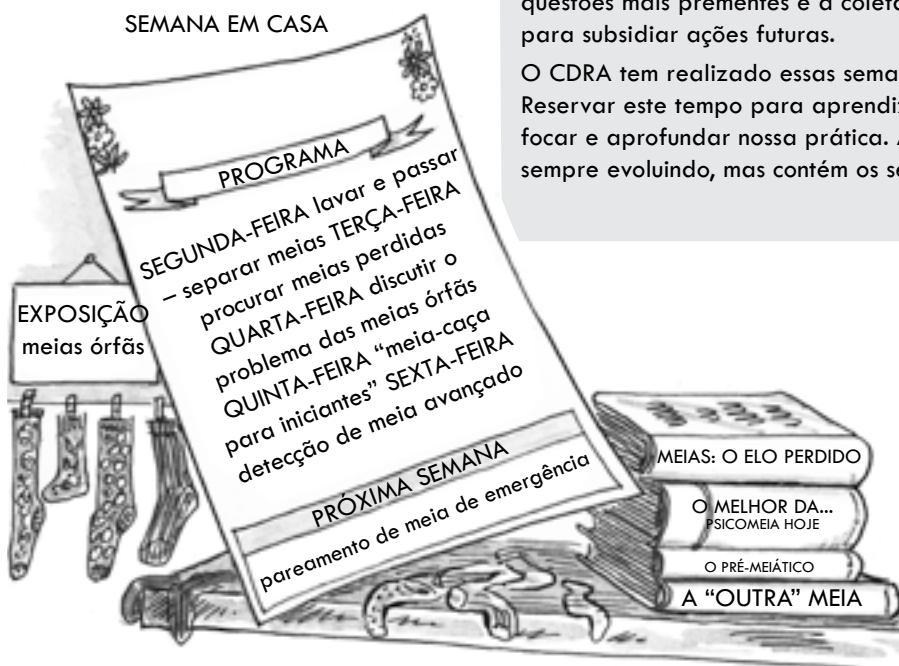 SEMANA EM CASA
questões mais prementes e a
para subsidiar ações futuras.
O CDRA tem realizado essas
Reservar este tempo para
focar e aprofundar nossa prática.
sempre evoluindo, mas contém os
PROGRAMA
SEGUNDA-FEIRA lavar e passar
– separar meias TERÇA-FEIRA
procurar meias perdidas
QUARTA-FEIRA discutir o
problema das meias órfãs
QUINTA-FEIRA “meia-caça
para iniciantes” SEXTA-FEIRA
detecção de meia avançado
PRÓXIMA SEMANA
pareamento de meia de emergência
EXPOSIÇÃO
meias órfãs
MEIAS: O ELO PERDIDO
O MELHOR DA...
PSICOMEIA HOJE
O PRÉ-MEIÁTICO
A “OUTRA” MEIA